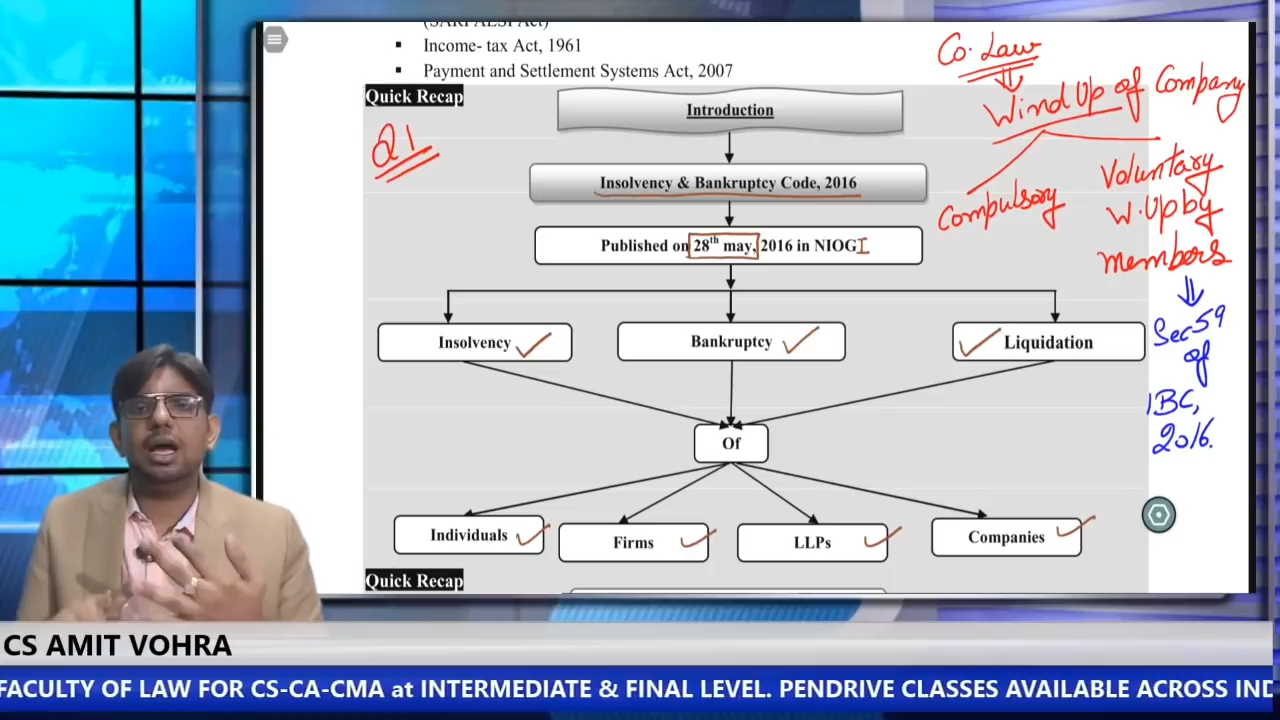 (SARFAESI Act)
▪ Income- tax Act, 1961
▪ Payment and Settlement Systems Act, 2007
Quick Recap
Introduction
Q1
Insolvency & Bankruptcy Code, 2016
Published on 28th may, 2016 in NIOGI
Insolvency
Bankruptcy
Liquidation
Of
Individuals
Firms
LLPs
Companies
Quick Recap
Co. Law
Wind Up of Company
Compulsory
Voluntary
W. Up by
members
Sec 59
of
IBC,
2016.
CS AMIT VOHRA
FACULTY OF LAW FOR CS-CA-CMA at INTERMEDIATE & FINAL LEVEL. PENDRIVE CLASSES AVAILABLE ACROSS IND